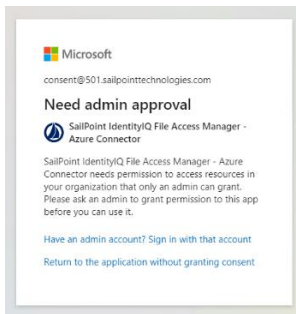 Microsoft
consent@501.sailpointtechnologies.com
Need admin approval
SailPoint IdentityIQ File Access Manager -
Azure Connector
SailPoint IdentityIQ File Access Manager - Azure
Connector needs permission to access resources in
your organization that only an admin can grant.
Please ask an admin to grant permission to this app
before you can use it.
Have an admin account? Sign in with that account
Return to the application without granting consent